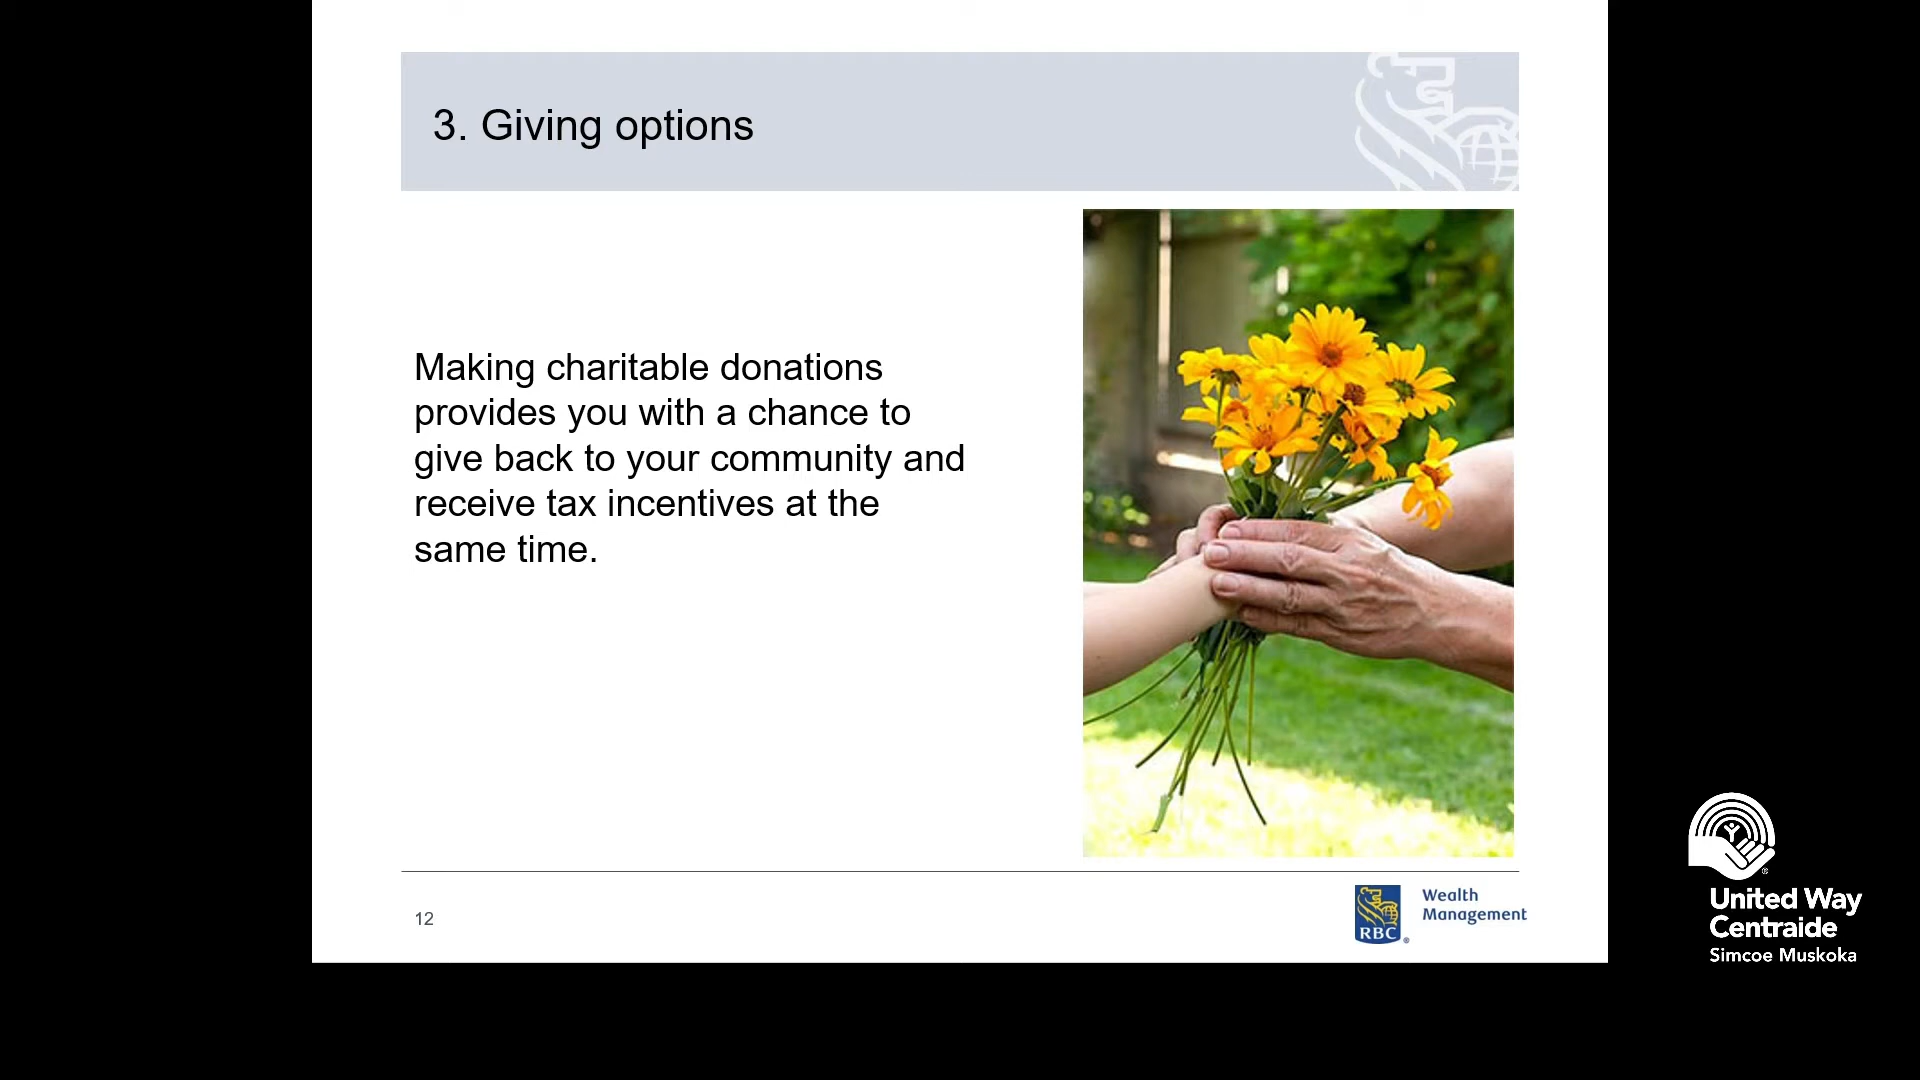 3. Giving options
Making charitable donations
provides you with a chance to
give back to your community and
receive tax incentives at the
same time.
12
RBC
®
Wealth
Management
®
United Way
Centraide
Simcoe Muskoka